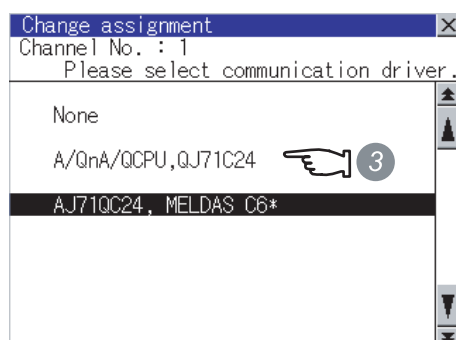 Change assignment
Channel No. : 1
Please select communication driver.
None
A/QnA/QCPU,QJ71C24
3
AJ71QC24, MELDAS C6*